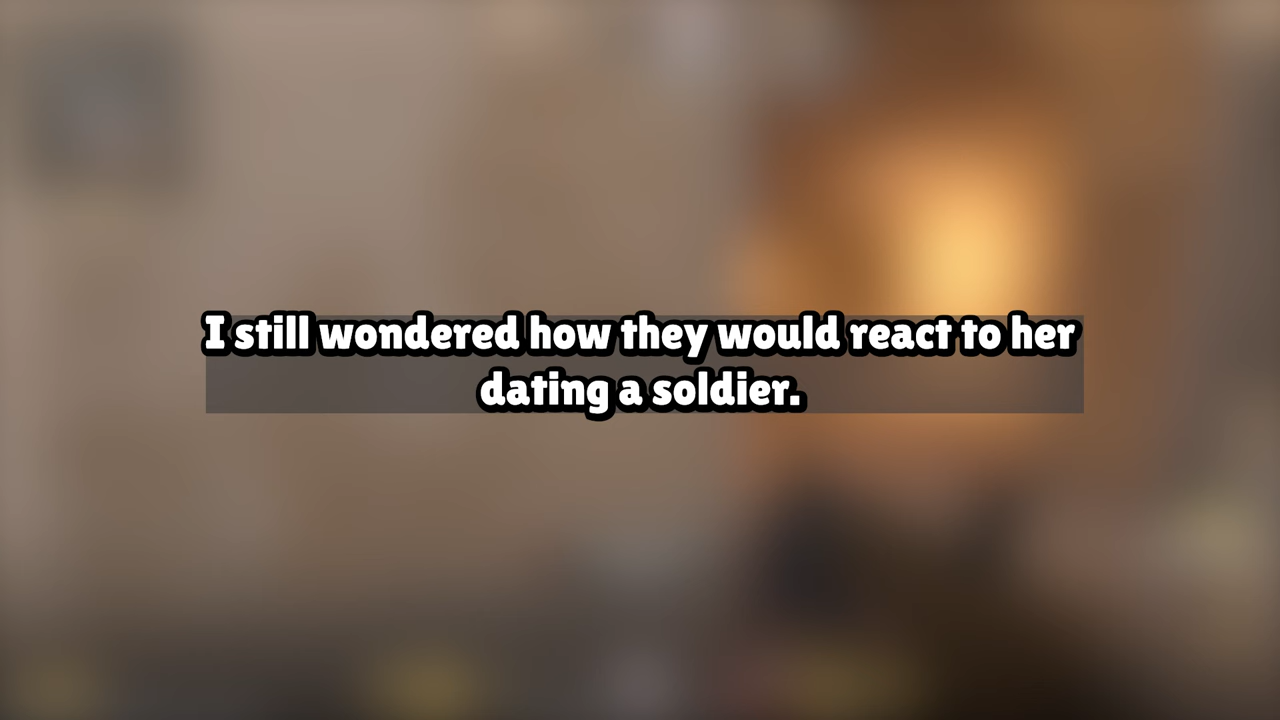 I still wondered how they would react to her
dating a soldier.